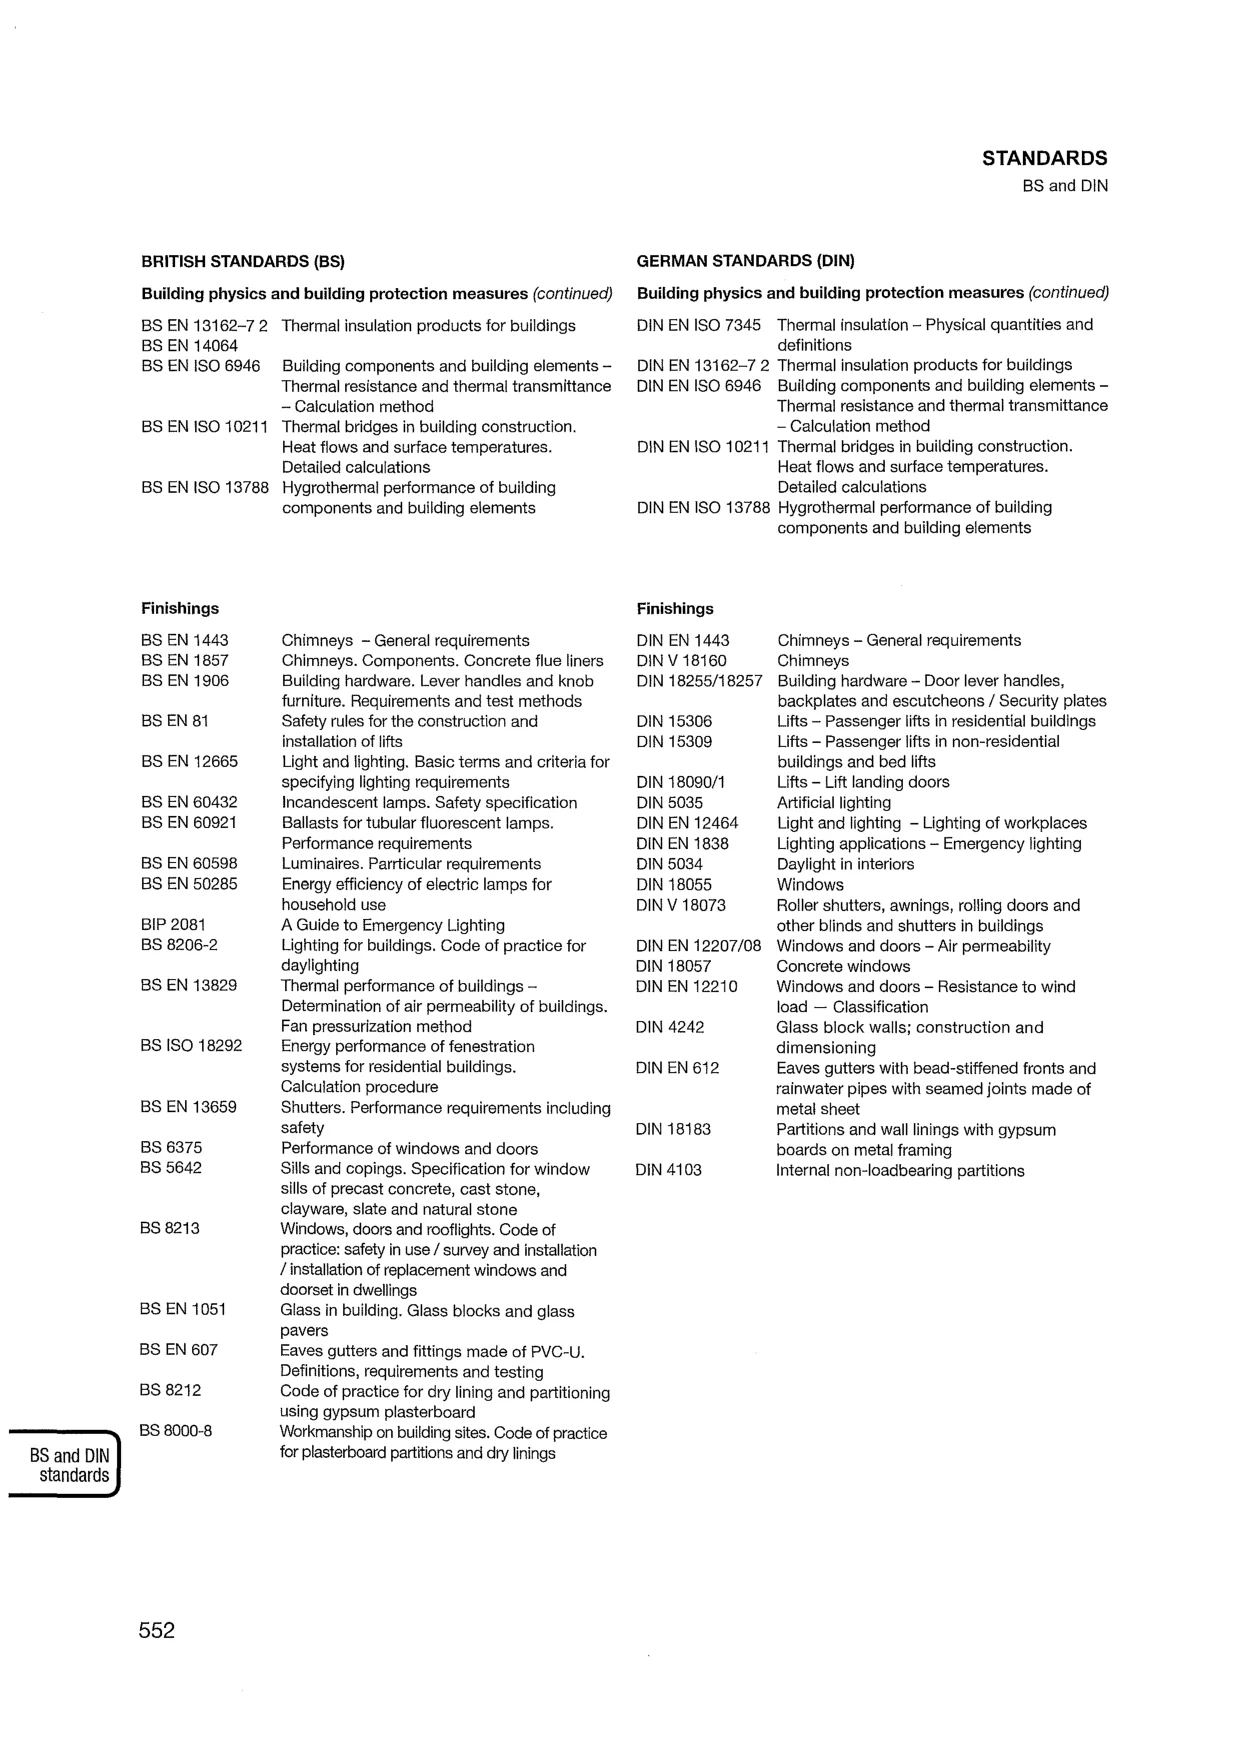 STANDARDS
BS and DIN
BRITISH STANDARDS (BS)
Building physics and building protection measures (continued)
BS EN 13162–7 2 Thermal insulation products for buildings
BS EN 14064
BS EN ISO 6946 Building components and building elements –
Thermal resistance and thermal transmittance
– Calculation method
BS EN ISO 10211 Thermal bridges in building construction.
Heat flows and surface temperatures.
Detailed calculations
BS EN ISO 13788 Hygrothermal performance of building
components and building elements
Finishings
BS EN 1443 Chimneys – General requirements
BS EN 1857 Chimneys. Components. Concrete flue liners
BS EN 1906 Building hardware. Lever handles and knob
furniture. Requirements and test methods
BS EN 81 Safety rules for the construction and
installation of lifts
BS EN 12665 Light and lighting. Basic terms and criteria for
specifying lighting requirements
BS EN 60432 Incandescent lamps. Safety specification
BS EN 60921 Ballasts for tubular fluorescent lamps.
Performance requirements
BS EN 60598 Luminaires. Parrticular requirements
BS EN 50285 Energy efficiency of electric lamps for
household use
BIP 2081 A Guide to Emergency Lighting
BS 8206-2 Lighting for buildings. Code of practice for
daylighting
BS EN 13829 Thermal performance of buildings –
Determination of air permeability of buildings.
Fan pressurization method
BS ISO 18292 Energy performance of fenestration
systems for residential buildings.
Calculation procedure
BS EN 13659 Shutters. Performance requirements including
safety
BS 6375 Performance of windows and doors
BS 5642 Sills and copings. Specification for window
sills of precast concrete, cast stone,
clayware, slate and natural stone
BS 8213 Windows, doors and rooflights. Code of
practice: safety in use / survey and installation
/ installation of replacement windows and
doorset in dwellings
BS EN 1051 Glass in building. Glass blocks and glass
pavers
BS EN 607 Eaves gutters and fittings made of PVC-U.
Definitions, requirements and testing
BS 8212 Code of practice for dry lining and partitioning
using gypsum plasterboard
BS 8000-8 Workmanship on building sites. Code of practice
for plasterboard partitions and dry linings
GERMAN STANDARDS (DIN)
Building physics and building protection measures (continued)
DIN EN ISO 7345 Thermal insulation – Physical quantities and
definitions
DIN EN 13162–7 2 Thermal insulation products for buildings
DIN EN ISO 6946 Building components and building elements –
Thermal resistance and thermal transmittance
– Calculation method
DIN EN ISO 10211 Thermal bridges in building construction.
Heat flows and surface temperatures.
Detailed calculations
DIN EN ISO 13788 Hygrothermal performance of building
components and building elements
Finishings
DIN EN 1443 Chimneys – General requirements
DIN V 18160 Chimneys
DIN 18255/18257 Building hardware – Door lever handles,
backplates and escutcheons / Security plates
DIN 15306 Lifts – Passenger lifts in residential buildings
DIN 15309 Lifts – Passenger lifts in non-residential
buildings and bed lifts
DIN 18090/1 Lifts – Lift landing doors
DIN 5035 Artificial lighting
DIN EN 12464 Light and lighting – Lighting of workplaces
DIN EN 1838 Lighting applications – Emergency lighting
DIN 5034 Daylight in interiors
DIN 18055 Windows
DIN V 18073 Roller shutters, awnings, rolling doors and
other blinds and shutters in buildings
DIN EN 12207/08 Windows and doors – Air permeability
DIN 18057 Concrete windows
DIN EN 12210 Windows and doors – Resistance to wind
load — Classification
DIN 4242 Glass block walls; construction and
dimensioning
DIN EN 612 Eaves gutters with bead-stiffened fronts and
rainwater pipes with seamed joints made of
metal sheet
DIN 18183 Partitions and wall linings with gypsum
boards on metal framing
DIN 4103 Internal non-loadbearing partitions
BS and DIN
standards
552